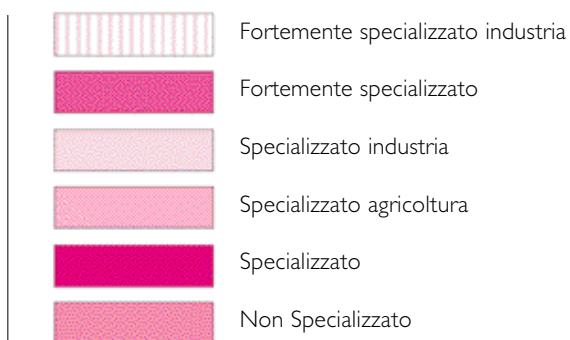 Fortemente specializzato industria
Fortemente specializzato
Specializzato industria
Specializzato agricoltura
Specializzato
Non Specializzato